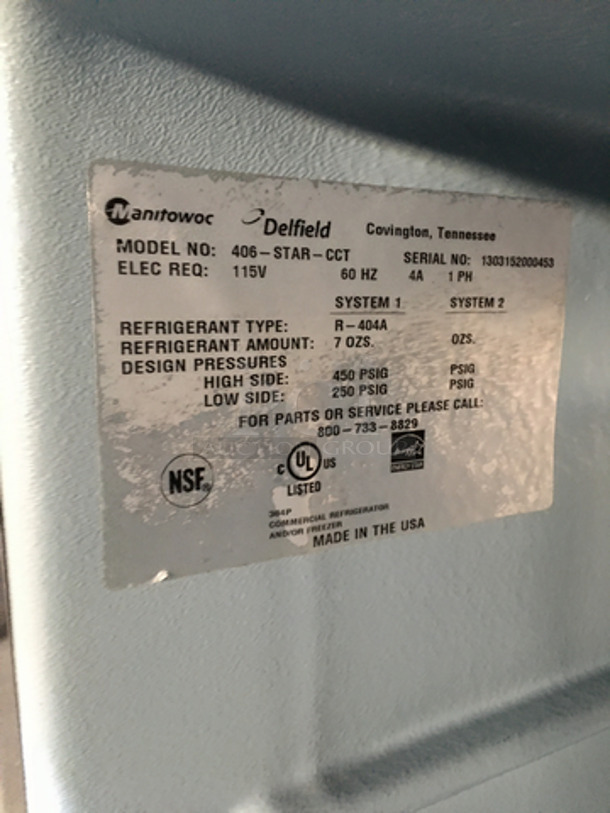 Manitowoc Delfield Covington, Tennessee
MODEL NO: 406-STAR-CCT SERIAL NO: 1303152000453
ELEC REQ: 115V 60 HZ 4A 1 PH
SYSTEM 1 SYSTEM 2
REFRIGERANT TYPE: R-404A
REFRIGERANT AMOUNT: 7 OZS. OZS.
DESIGN PRESSURES
HIGH SIDE: 450 PSIG PSIG
LOW SIDE: 250 PSIG PSIG
FOR PARTS OR SERVICE PLEASE CALL:
800-733-8829
NSF®
C UL US
LISTED
ENERGY STAR
384P
COMMERCIAL REFRIGERATOR
AND/OR FREEZER
MADE IN THE USA